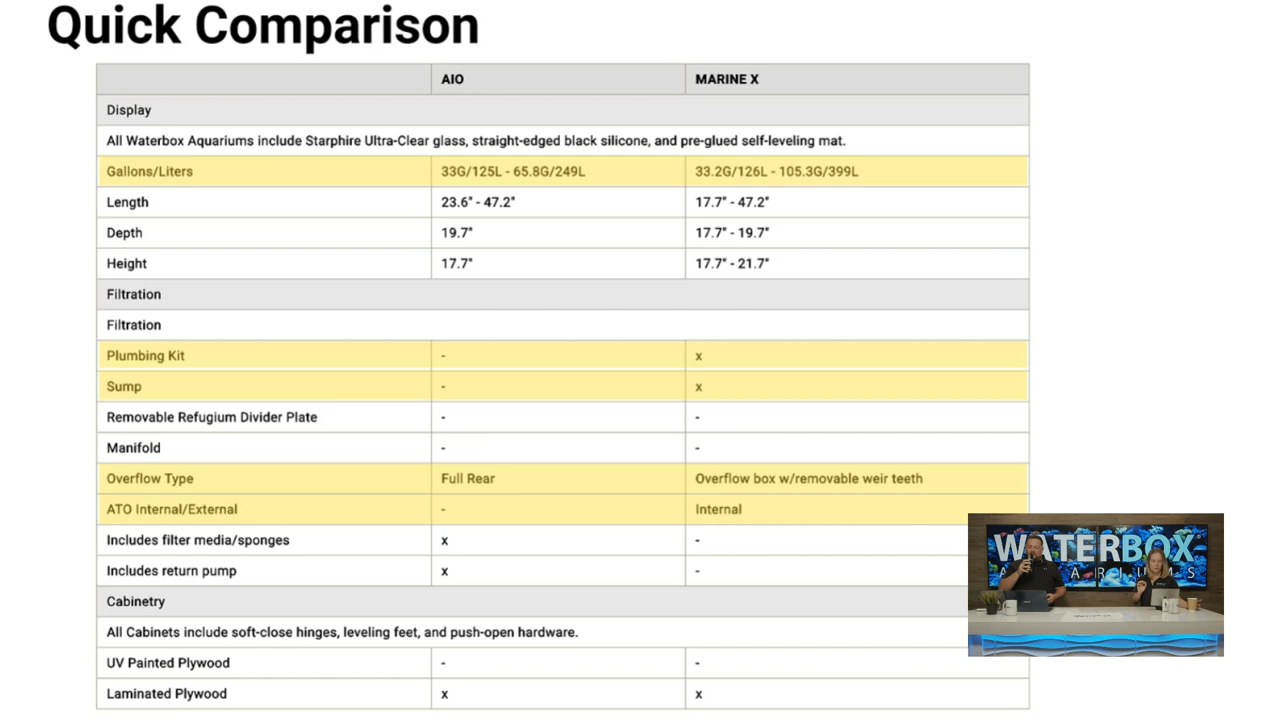 Quick Comparison
AIO MARINE X
Display
All Waterbox Aquariums include Starphire Ultra-Clear glass, straight-edged black silicone, and pre-glued self-leveling mat.
Gallons/Liters 33G/125L - 65.8G/249L 33.2G/126L - 105.3G/399L
Length 23.6" - 47.2" 17.7" - 47.2"
Depth 19.7" 17.7" - 19.7"
Height 17.7" 17.7" - 21.7"
Filtration
Filtration
Plumbing Kit - x
Sump - x
Removable Refugium Divider Plate - -
Manifold - -
Overflow Type Full Rear Overflow box w/removable weir teeth
ATO Internal/External - Internal
Includes filter media/sponges x -
Includes return pump x -
Cabinetry
All Cabinets include soft-close hinges, leveling feet, and push-open hardware.
UV Painted Plywood - -
Laminated Plywood x x
WATERBOX